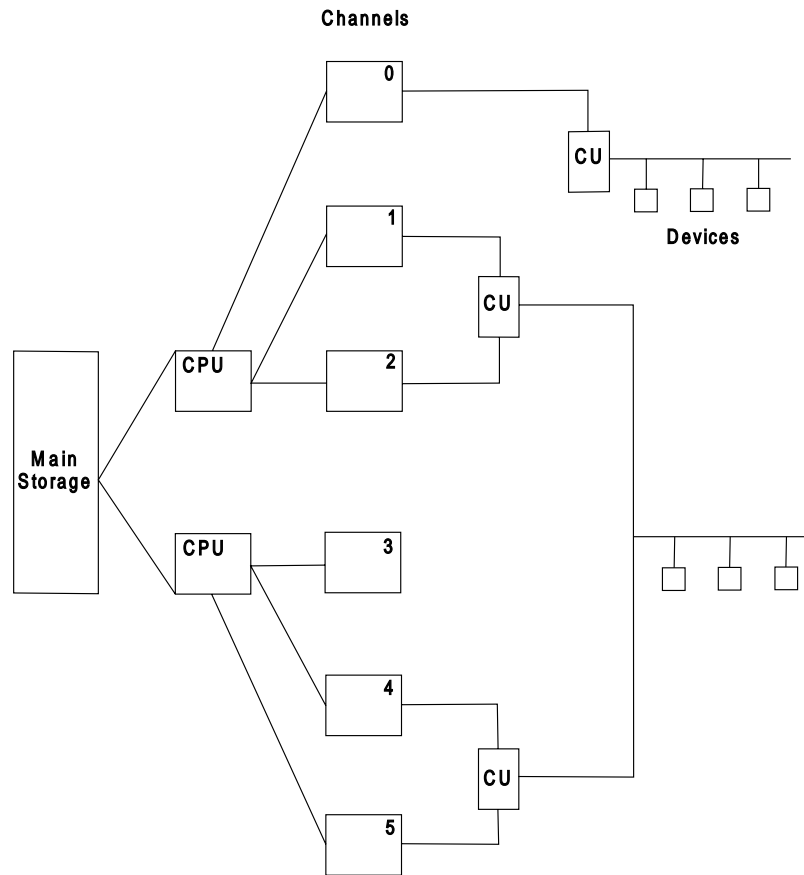 Channels
0
CU
Devices
1
CU
CPU
2
Main
Storage
CPU
3
4
CU
5